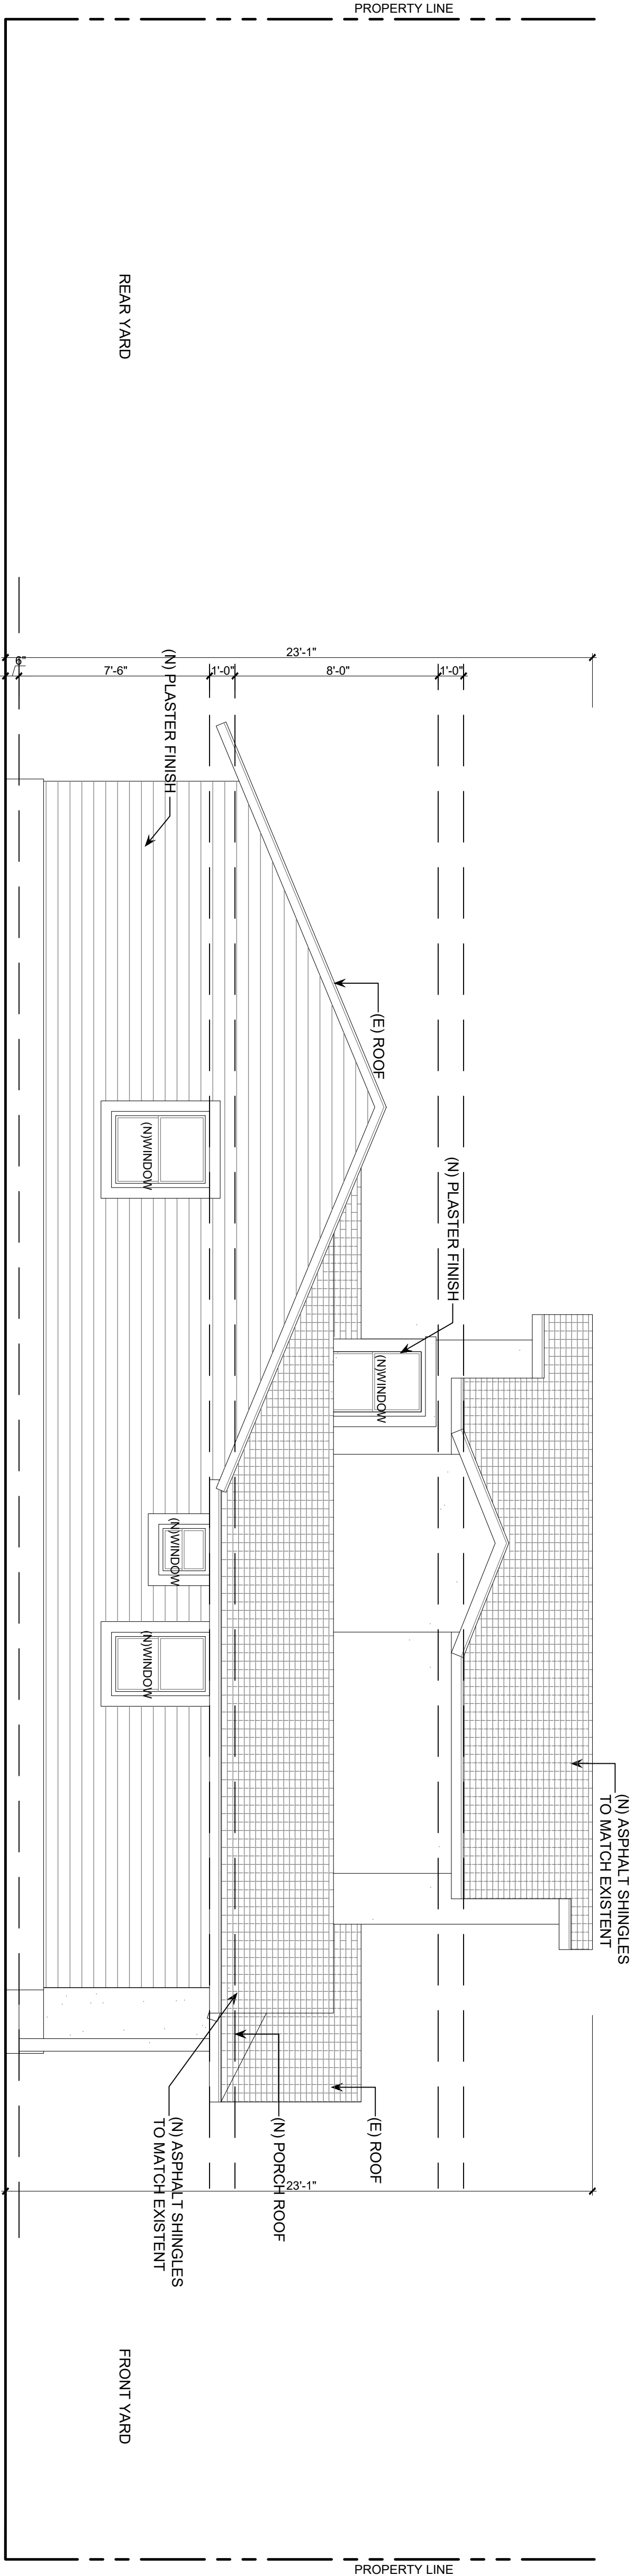 PROPERTY LINE
REAR YARD
23'-1"
6"
7'-6"
1'-0"
8'-0"
1'-0"
(N) PLASTER FINISH
(E) ROOF
(N)WINDOW
(N) PLASTER FINISH
(N)WINDOW
(N)WINDOW
(N)WINDOW
(N) ASPHALT SHINGLES
TO MATCH EXISTENT
(E) ROOF
(N) PORCH ROOF
(N) ASPHALT SHINGLES
TO MATCH EXISTENT
23'-1"
FRONT YARD
PROPERTY LINE